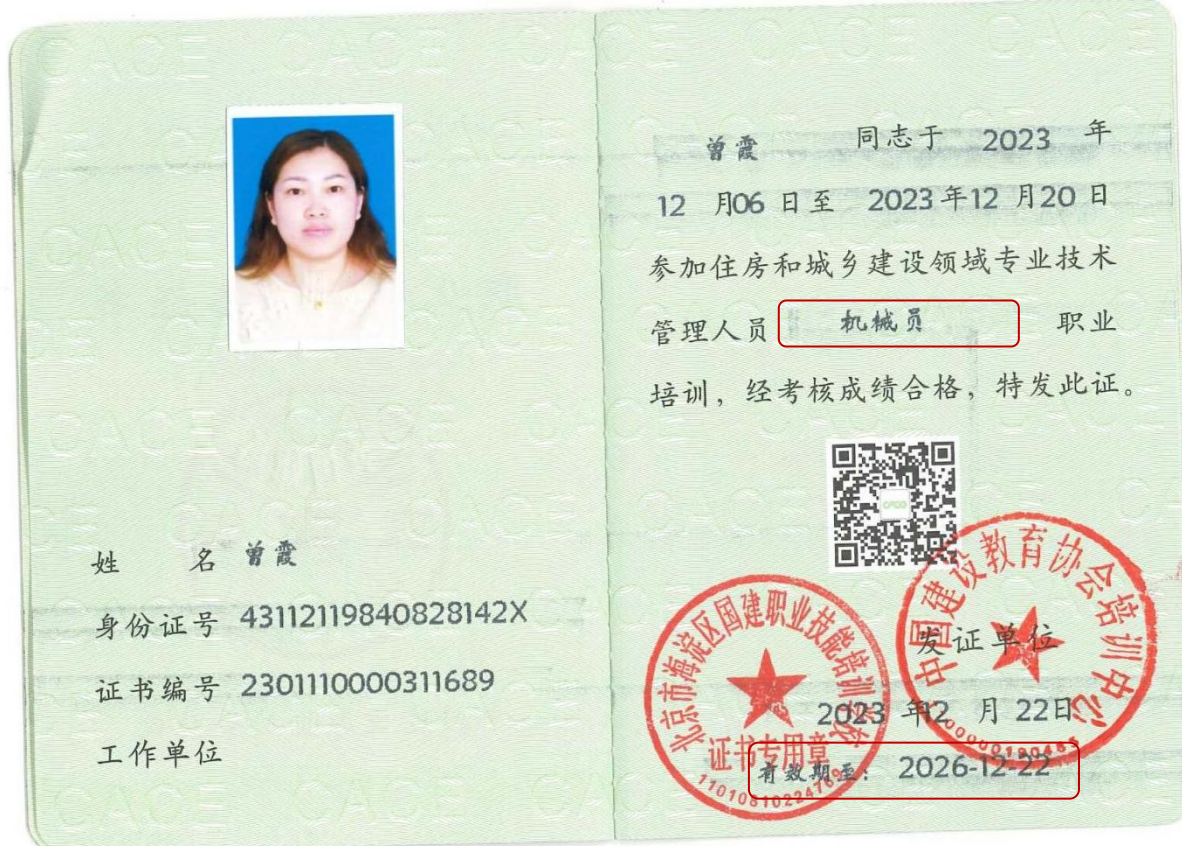 姓 名 曾霞
身份证号 43112119840828142X
证书编号 2301110000311689
工作单位
曾霞 同志于 2023 年
12 月06 日至 2023 年12 月20 日
参加住房和城乡建设领域专业技术
管理人员 机械员 职业
培训，经考核成绩合格，特发此证。
中国建设教育协会培训中心
发证单位
北京市海淀区国建职业技能培训学校
证书专用章
2023 年12 月 22日
有效期至： 2026-12-22
CACE